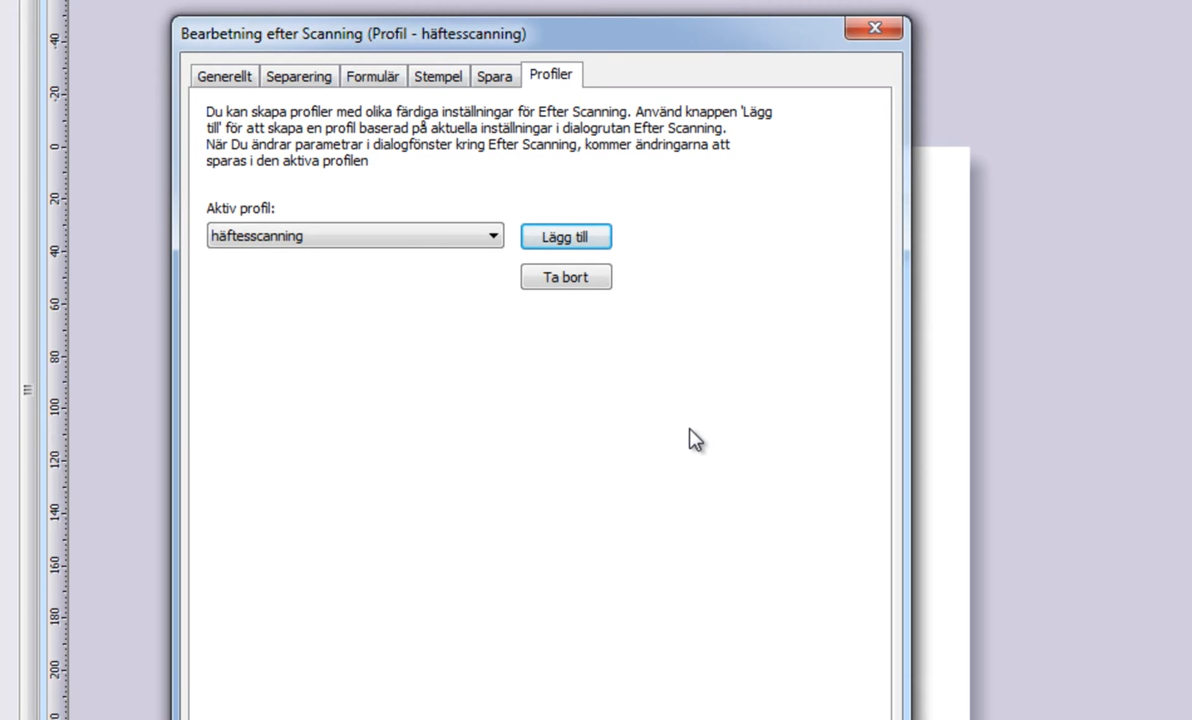 Bearbetning efter Scanning (Profil - häftesscanning)
Generellt Separering Formulär Stempel Spara Profiler
Du kan skapa profiler med olika färdiga inställningar för Efter Scanning. Använd knappen 'Lägg
till' för att skapa en profil baserad på aktuella inställningar i dialogrutan Efter Scanning.
När Du ändrar parametrar i dialogfönster kring Efter Scanning, kommer ändringarna att
sparas i den aktiva profilen
Aktiv profil:
häftesscanning Lägg till
Ta bort
-40
-20
0
20
40
60
80
100
120
140
160
180
200